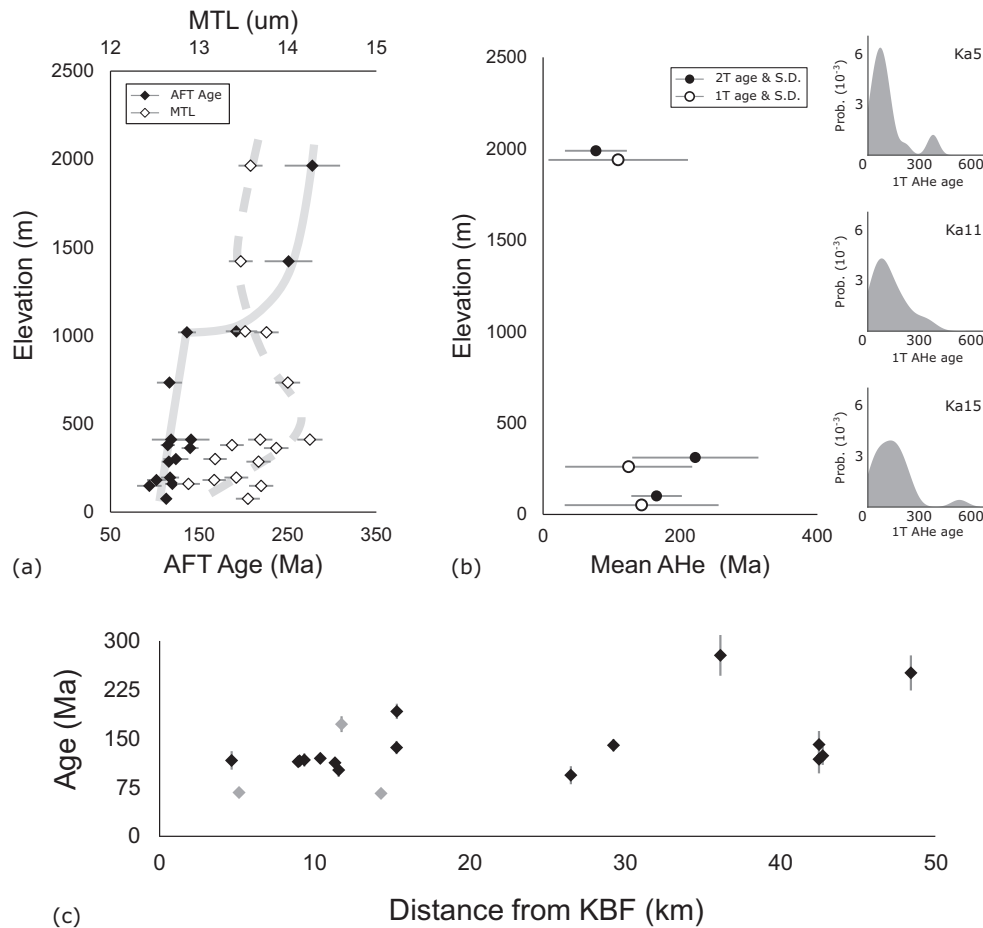 MTL (um)
12 13 14 15
2500
2000
1500
1000
500
0
Elevation (m)
AFT Age
MTL
50 150 250 350
AFT Age (Ma)
(a)
2500
2000
1500
1000
500
0
Elevation (m)
2T age & S.D.
1T age & S.D.
0 200 400
Mean AHe (Ma)
(b)
Ka5
6
3
Prob. (10-3)
0 300 600
1T AHe age
Ka11
6
3
Prob. (10-3)
0 300 600
1T AHe age
Ka15
6
3
Prob. (10-3)
0 300 600
1T AHe age
300
225
150
75
0
Age (Ma)
0 10 20 30 40 50
Distance from KBF (km)
(c)